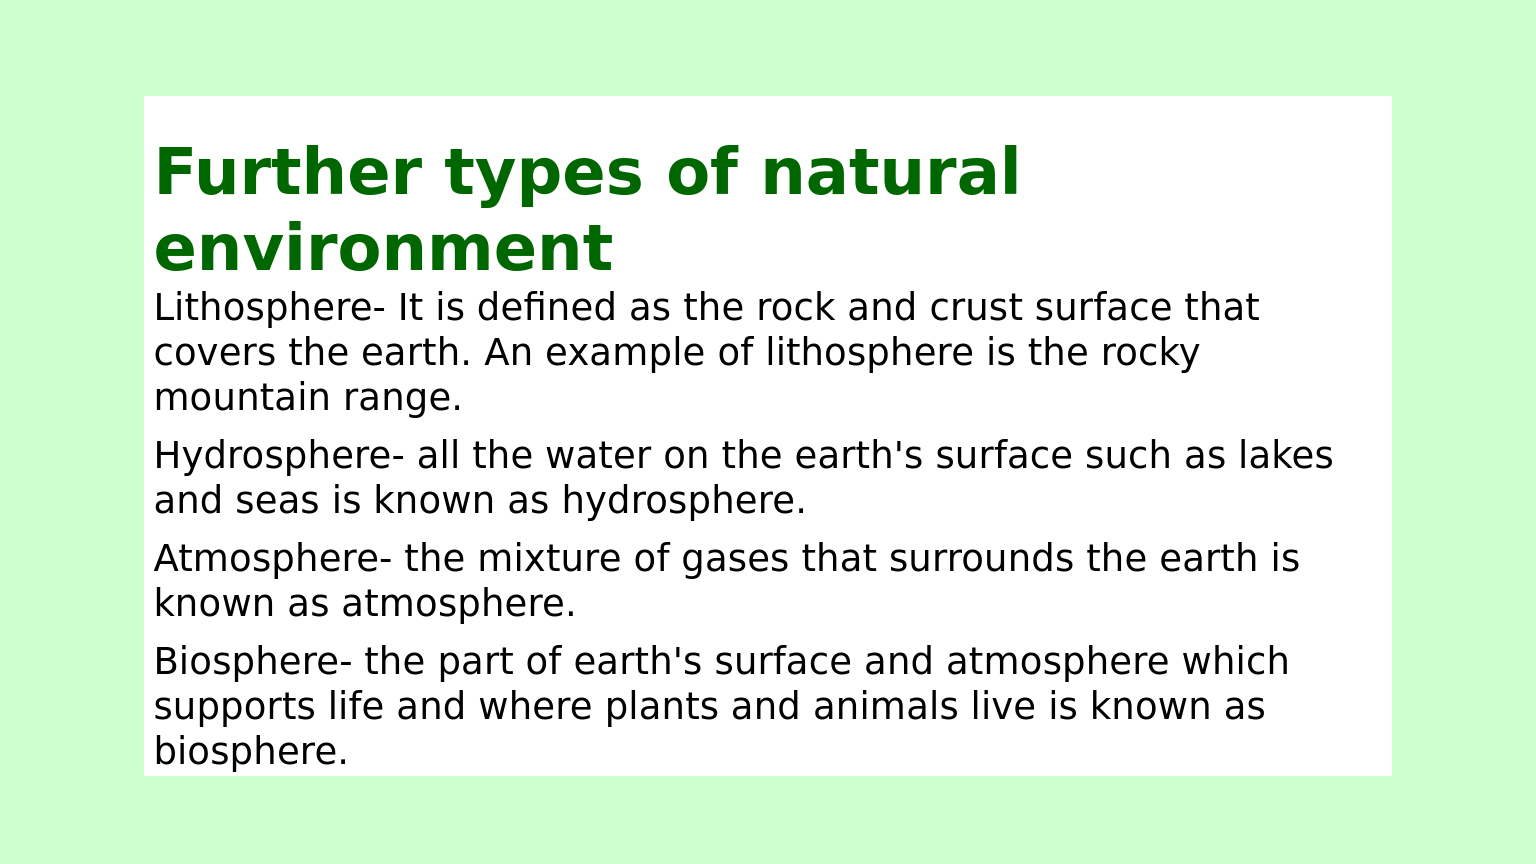 Further types of natural
environment
Lithosphere- It is defined as the rock and crust surface that
covers the earth. An example of lithosphere is the rocky
mountain range.
Hydrosphere- all the water on the earth's surface such as lakes
and seas is known as hydrosphere.
Atmosphere- the mixture of gases that surrounds the earth is
known as atmosphere.
Biosphere- the part of earth's surface and atmosphere which
supports life and where plants and animals live is known as
biosphere.